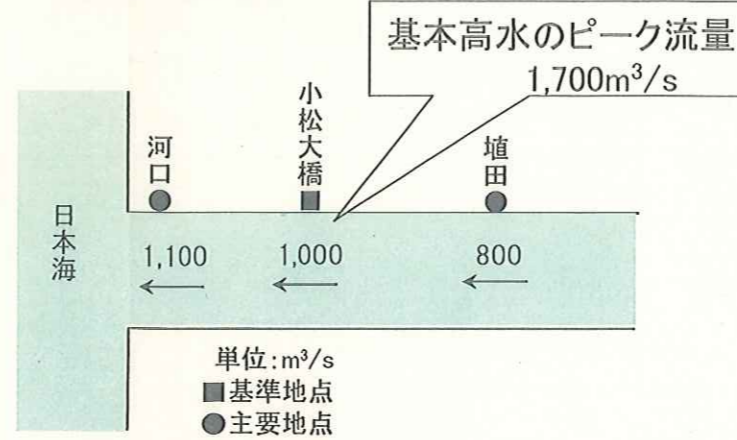 基本高水のピーク流量
1,700m³/s
小松大橋
河口
埴田
日本海
1,100
1,000
800
単位:m³/s
■基準地点
●主要地点